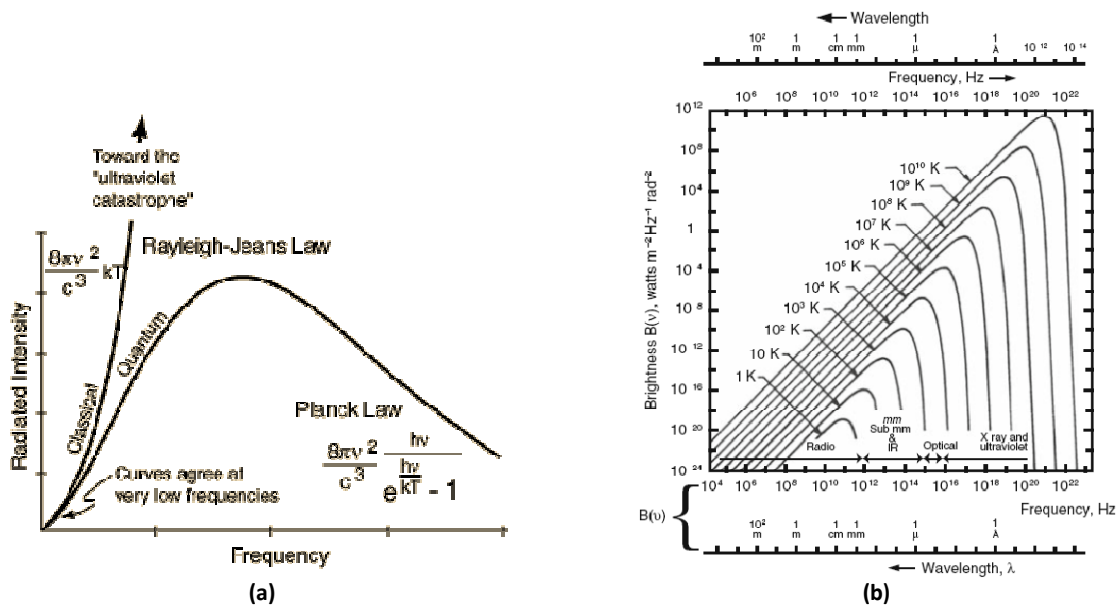 Toward the
"ultraviolet
catastrophe"
Rayleigh-Jeans Law
8πν² kT
c³
Classical
Quantum
Planck Law
8πν² hν
c³ e hν/kT - 1
Curves agree at
very low frequencies
Radiated Intensity
Frequency
(a)
Wavelength
10² 1 1 1 1 1 10 12 10 14
m m cm mm μ Å
Frequency, Hz
10⁶ 10⁸ 10¹⁰ 10¹² 10¹⁴ 10¹⁶ 10¹⁸ 10²⁰ 10²²
Brightness B(ν), watts m⁻² Hz⁻¹ rad⁻²
10¹²
10⁸
10⁴
1
10 4
10 8
10 12
10 16
10 20
10 24
10¹⁰ K
10⁹ K
10⁸ K
10⁷ K
10⁶ K
10⁵ K
10⁴ K
10³ K
10² K
10 K
1 K
Radio
mm
Sub mm
&
IR
Optical
X ray and
ultraviolet
10⁴ 10⁶ 10⁸ 10¹⁰ 10¹² 10¹⁴ 10¹⁶ 10¹⁸ 10²⁰ 10²²
Frequency, Hz
B(υ)
10² 1 1 1 1 1
m m cm mm μ Å
Wavelength, λ
(b)